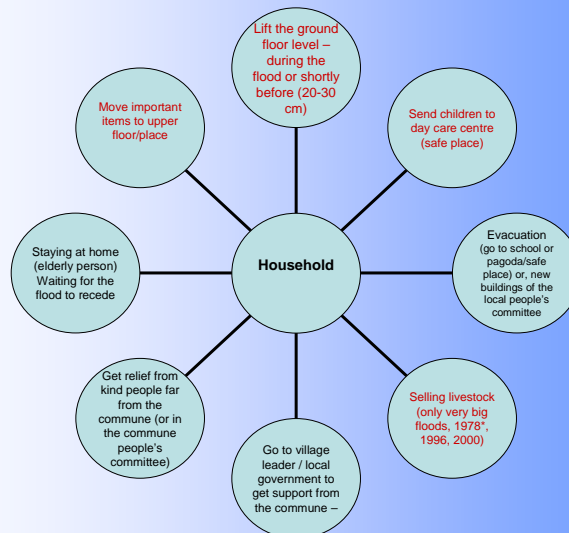 Lift the ground
floor level –
during the
flood or shortly
before (20-30
cm)
Move important
items to upper
floor/place
Send children to
day care centre
(safe place)
Staying at home
(elderly person)
Waiting for the
flood to recede
Household
Evacuation
(go to school or
pagoda/safe
place) or, new
buildings of the
local people's
committee
Get relief from
kind people far
from the
commune (or in
the commune
people's
committee)
Selling livestock
(only very big
floods, 1978*,
1996, 2000)
Go to village
leader / local
government to
get support from
the commune –